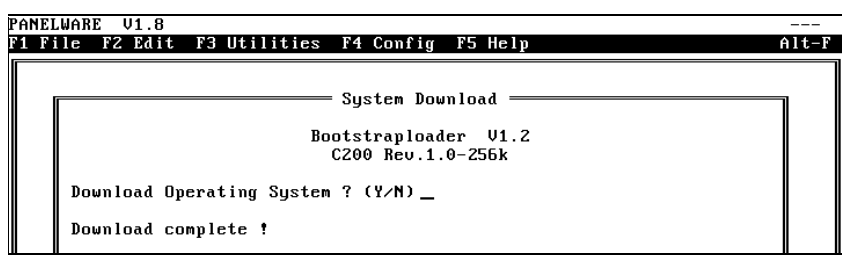 PANELWARE V1.8 ---
F1 File F2 Edit F3 Utilities F4 Config F5 Help Alt-F
System Download
Bootstraploader V1.2
C200 Rev.1.0-256k
Download Operating System ? (Y/N) _
Download complete !